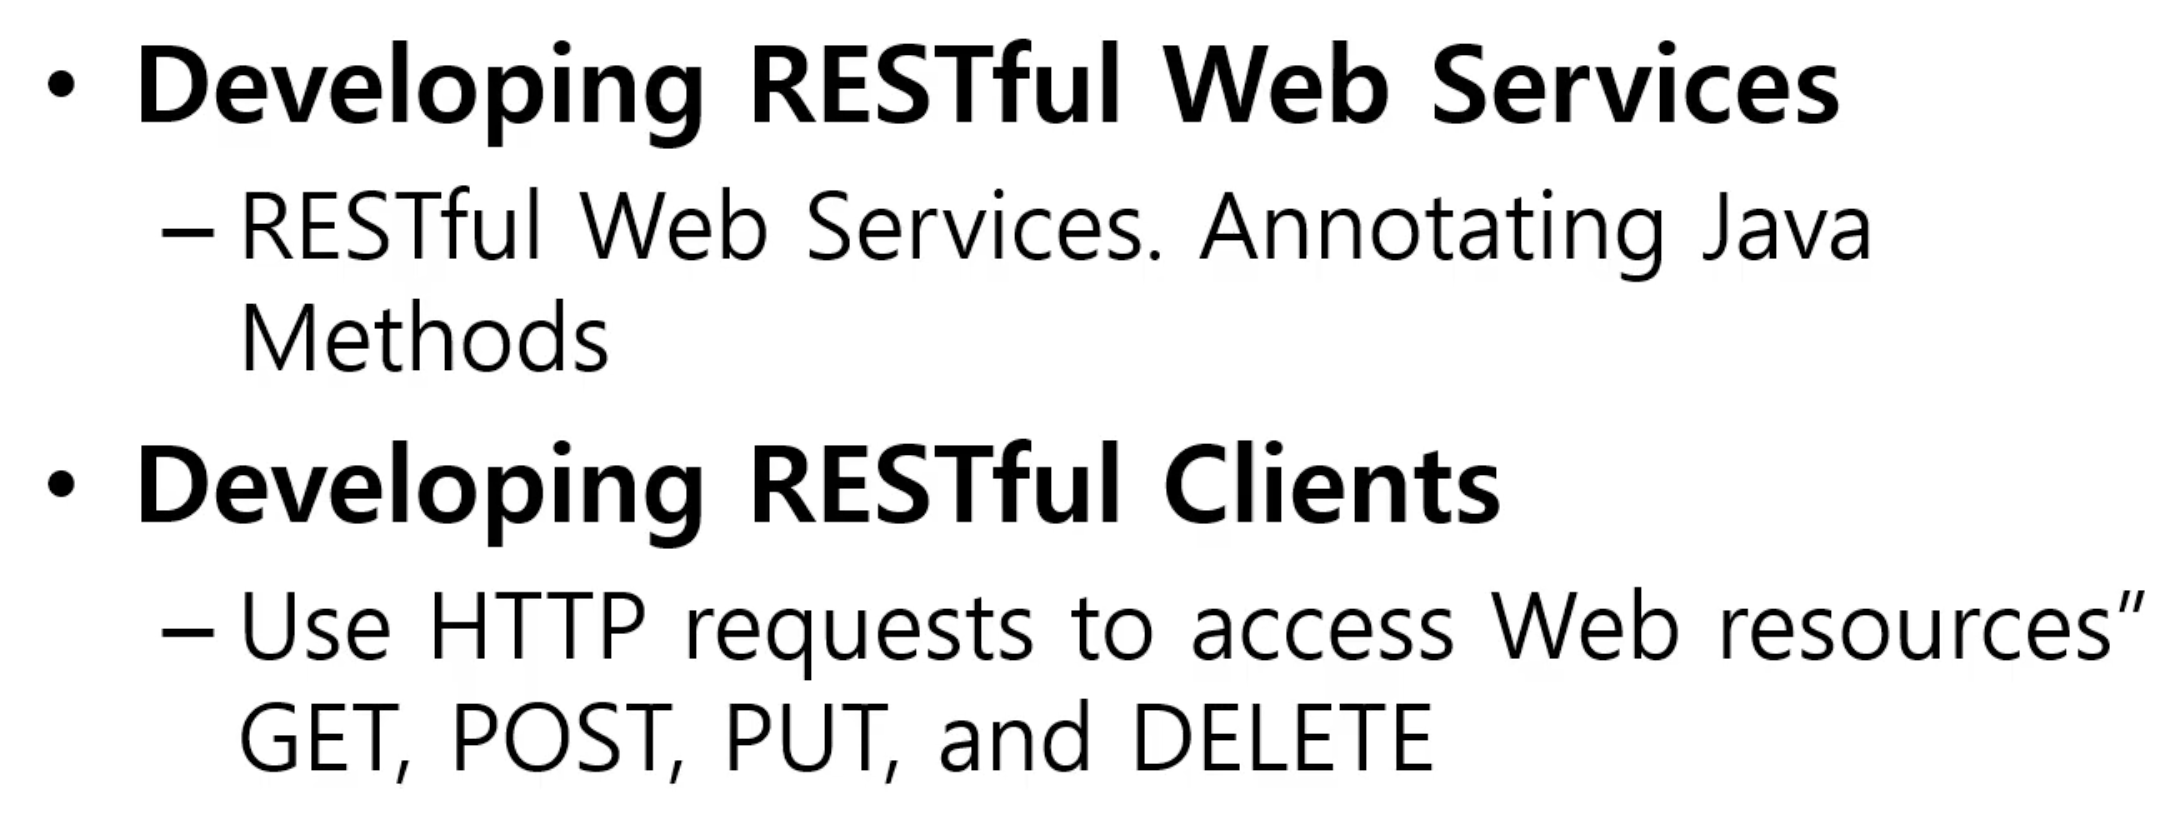 • Developing RESTful Web Services
– RESTful Web Services. Annotating Java
Methods
• Developing RESTful Clients
– Use HTTP requests to access Web resources”
GET, POST, PUT, and DELETE